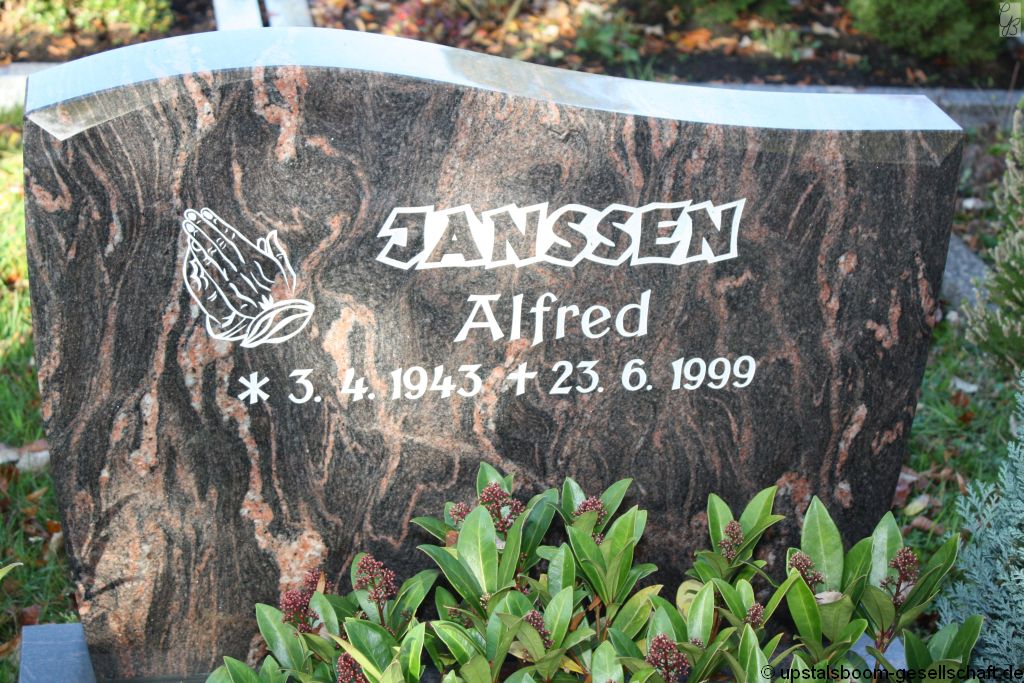 JANSSEN
Alfred
* 3. 4. 1943 ✝ 23. 6. 1999
© upstalsboom-gesellschaft.de